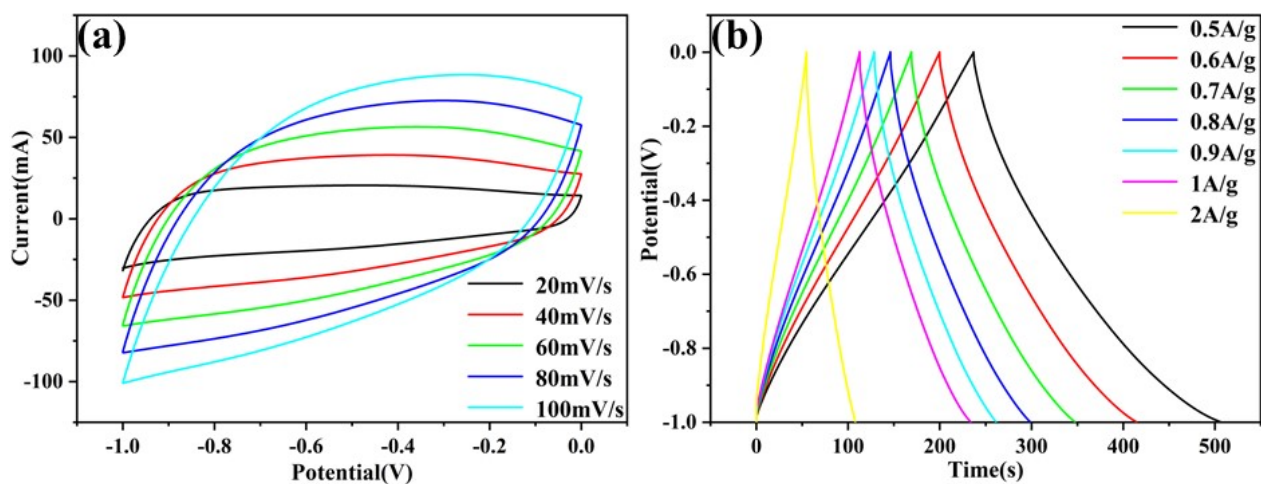 (a)
100
50
0
-50
-100
Current(mA)
-1.0 -0.8 -0.6 -0.4 -0.2 0.0
Potential(V)
20mV/s
40mV/s
60mV/s
80mV/s
100mV/s
(b)
0.0
-0.2
-0.4
-0.6
-0.8
-1.0
Potential(V)
0 100 200 300 400 500
Time(s)
0.5A/g
0.6A/g
0.7A/g
0.8A/g
0.9A/g
1A/g
2A/g